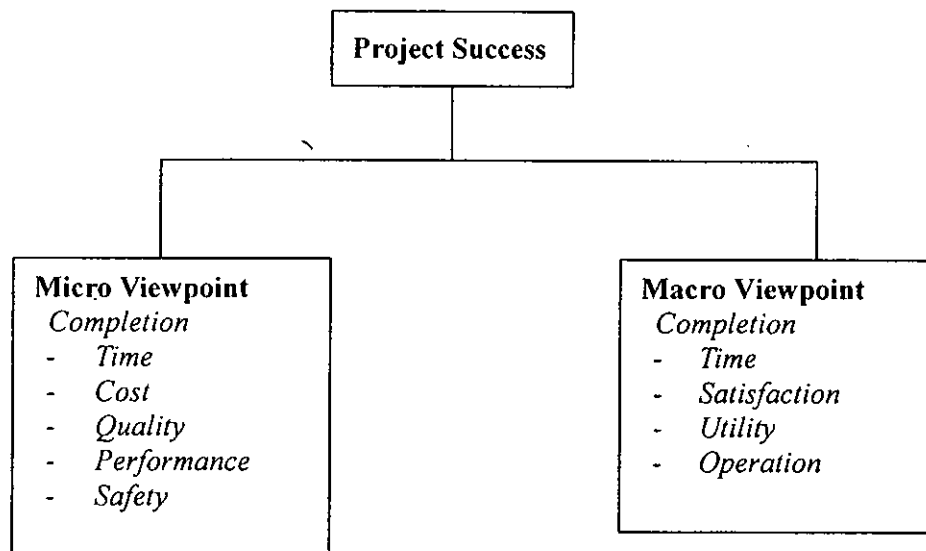 Project Success
Micro Viewpoint
Completion
- Time
- Cost
- Quality
- Performance
- Safety
Macro Viewpoint
Completion
- Time
- Satisfaction
- Utility
- Operation